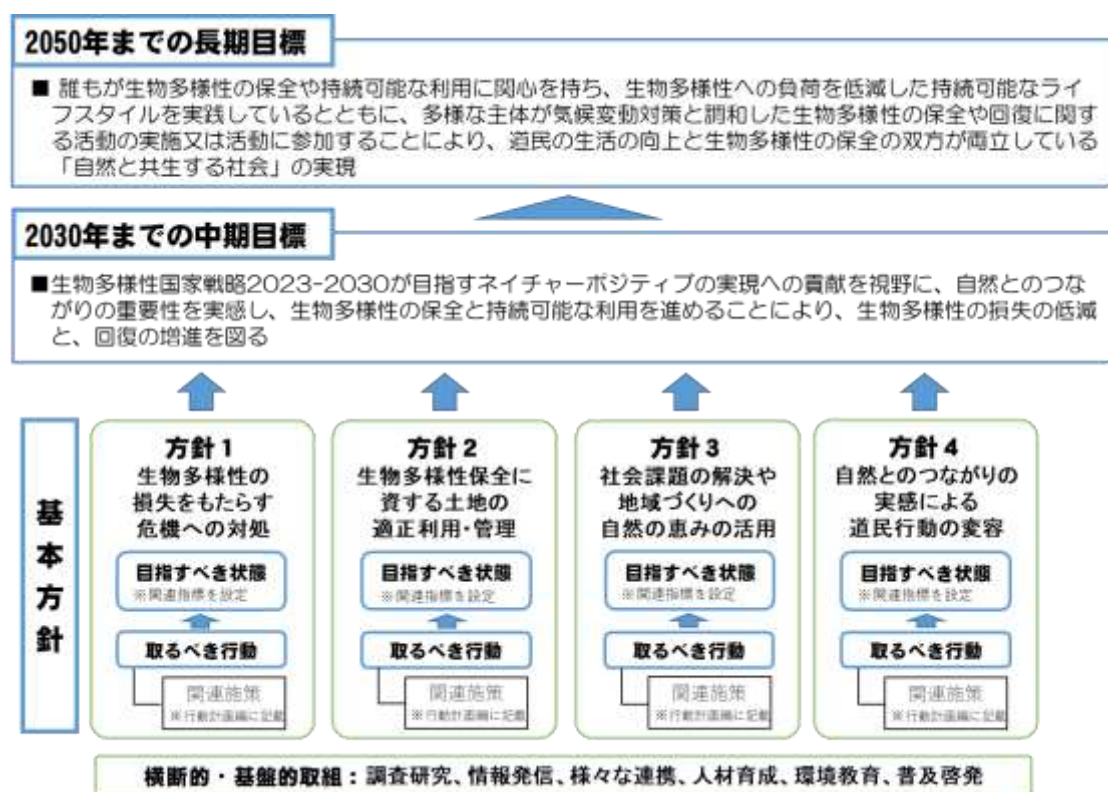 2050年までの長期目標
■ 誰もが生物多様性の保全や持続可能な利用に関心を持ち、生物多様性への負荷を低減した持続可能なライ
フスタイルを実践しているとともに、多様な主体が気候変動対策と調和した生物多様性の保全や回復に関す
る活動の実施又は活動に参加することにより、道民の生活の向上と生物多様性の保全の双方が両立している
「自然と共生する社会」の実現
2030年までの中期目標
■生物多様性国家戦略2023-2030が目指すネイチャーポジティブの実現への貢献を視野に、自然とのつな
がりの重要性を実感し、生物多様性の保全と持続可能な利用を進めることにより、生物多様性の損失の低減
と、回復の増進を図る
基本方針
方針1
生物多様性の
損失をもたらす
危機への対処
目指すべき状態
※関連指標を設定
取るべき行動
関連施策
※行動計画編に記載
方針2
生物多様性保全に
資する土地の
適正利用・管理
目指すべき状態
※関連指標を設定
取るべき行動
関連施策
※行動計画編に記載
方針3
社会課題の解決や
地域づくりへの
自然の恵みの活用
目指すべき状態
※関連指標を設定
取るべき行動
関連施策
※行動計画編に記載
方針4
自然とのつながりの
実感による
道民行動の変容
目指すべき状態
※関連指標を設定
取るべき行動
関連施策
※行動計画編に記載
横断的・基盤的取組：調査研究、情報発信、様々な連携、人材育成、環境教育、普及啓発